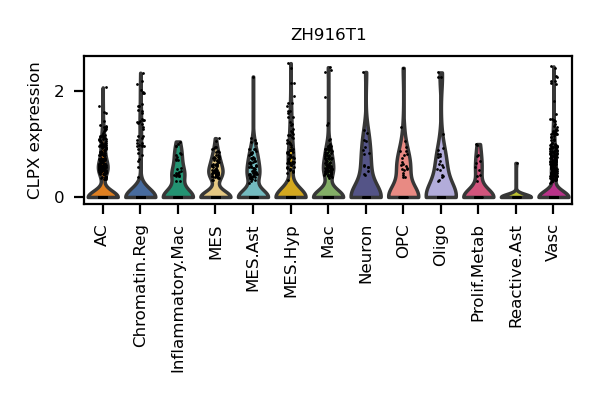 ZH916T1
CLPX expression
2
0
AC
Chromatin.Reg
Inflammatory.Mac
MES
MES.Ast
MES.Hyp
Mac
Neuron
OPC
Oligo
Prolif.Metab
Reactive.Ast
Vasc